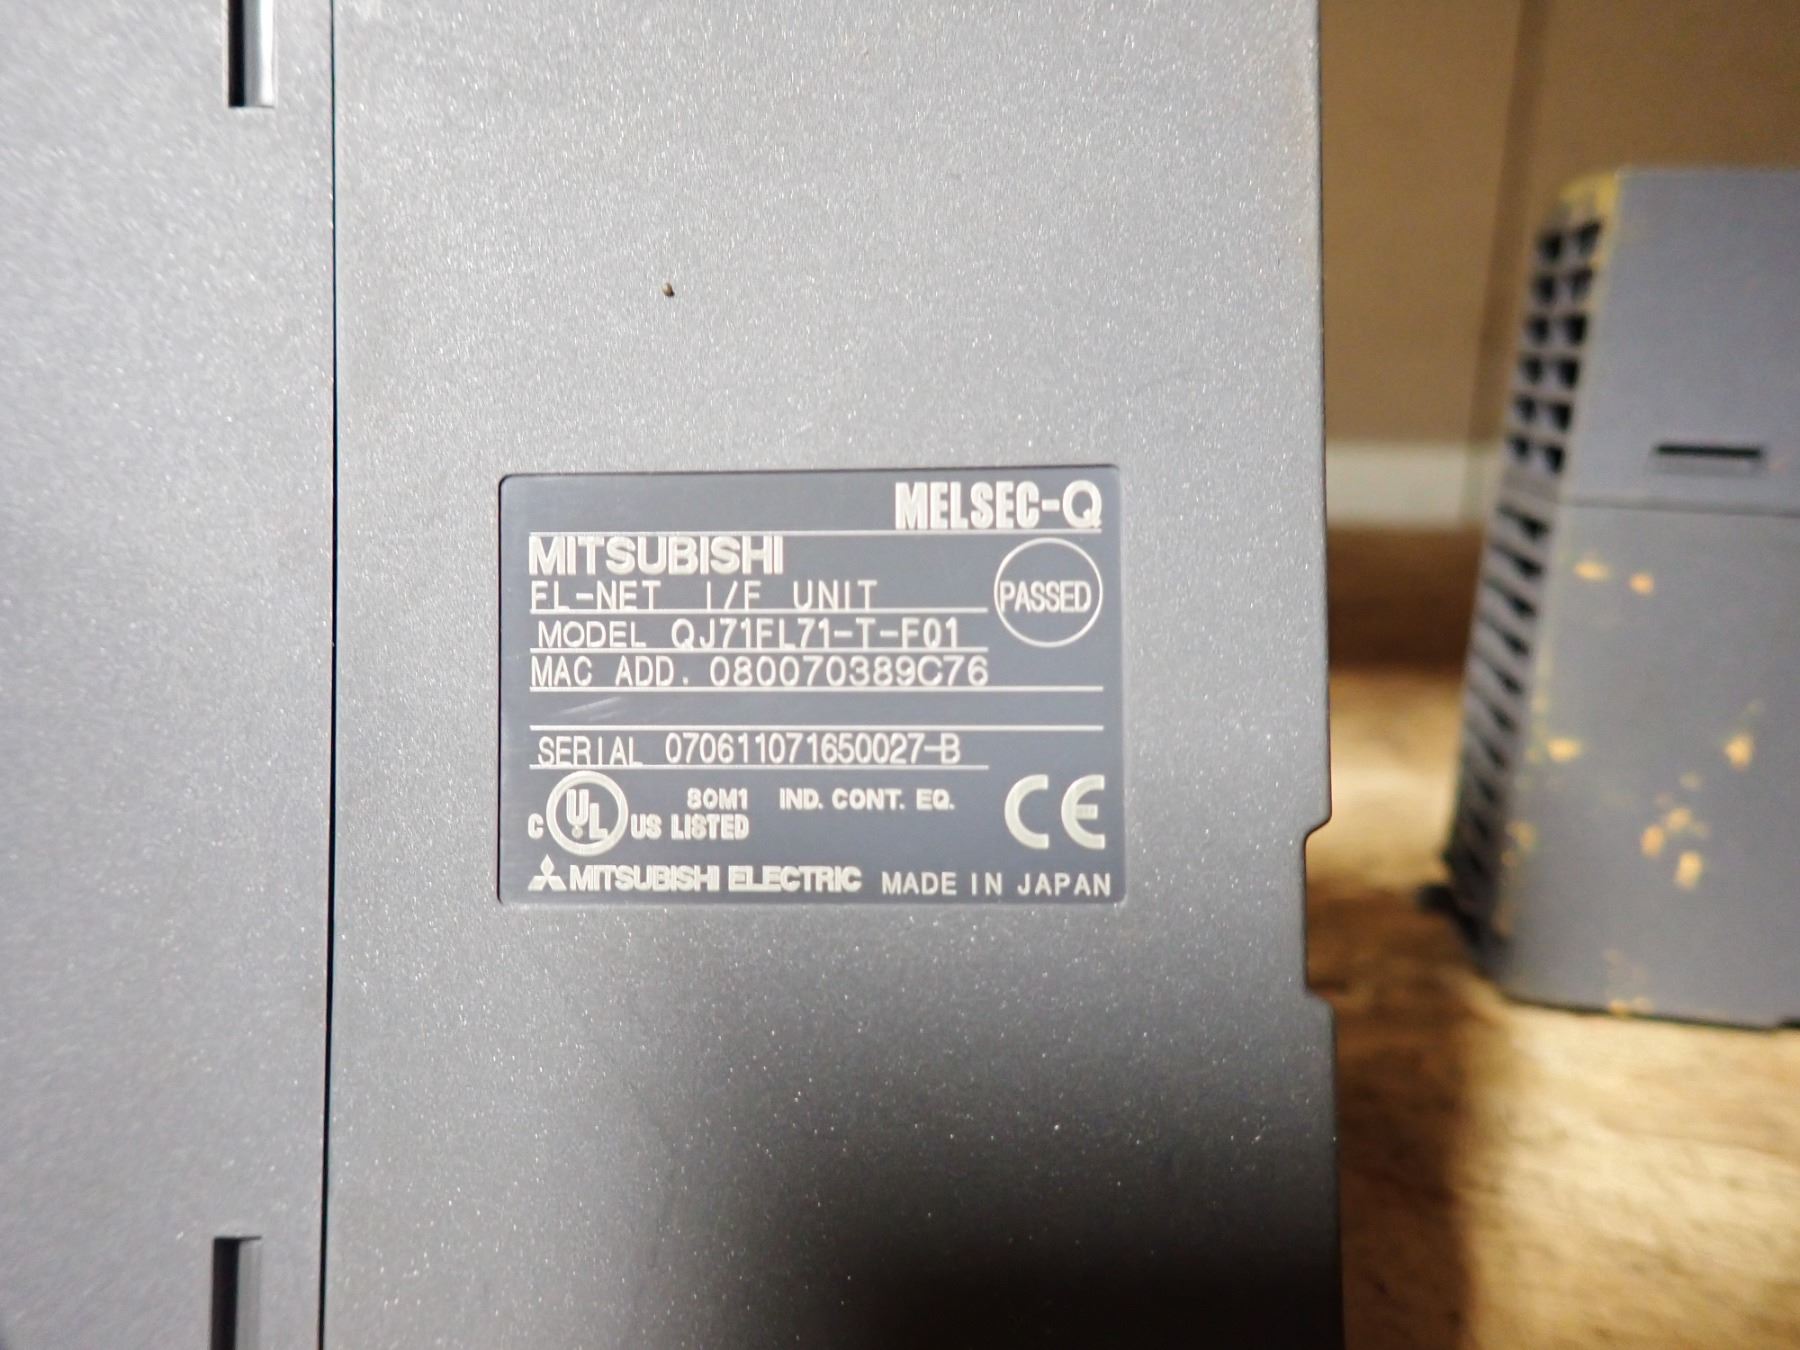 MELSEC-Q
MITSUBISHI
FL-NET I/F UNIT
PASSED
MODEL QJ71FL71-T-F01
MAC ADD. 080070389C76
SERIAL 070611071650027-B
C UL US LISTED 80M1 IND. CONT. EQ.
CE
MITSUBISHI ELECTRIC MADE IN JAPAN